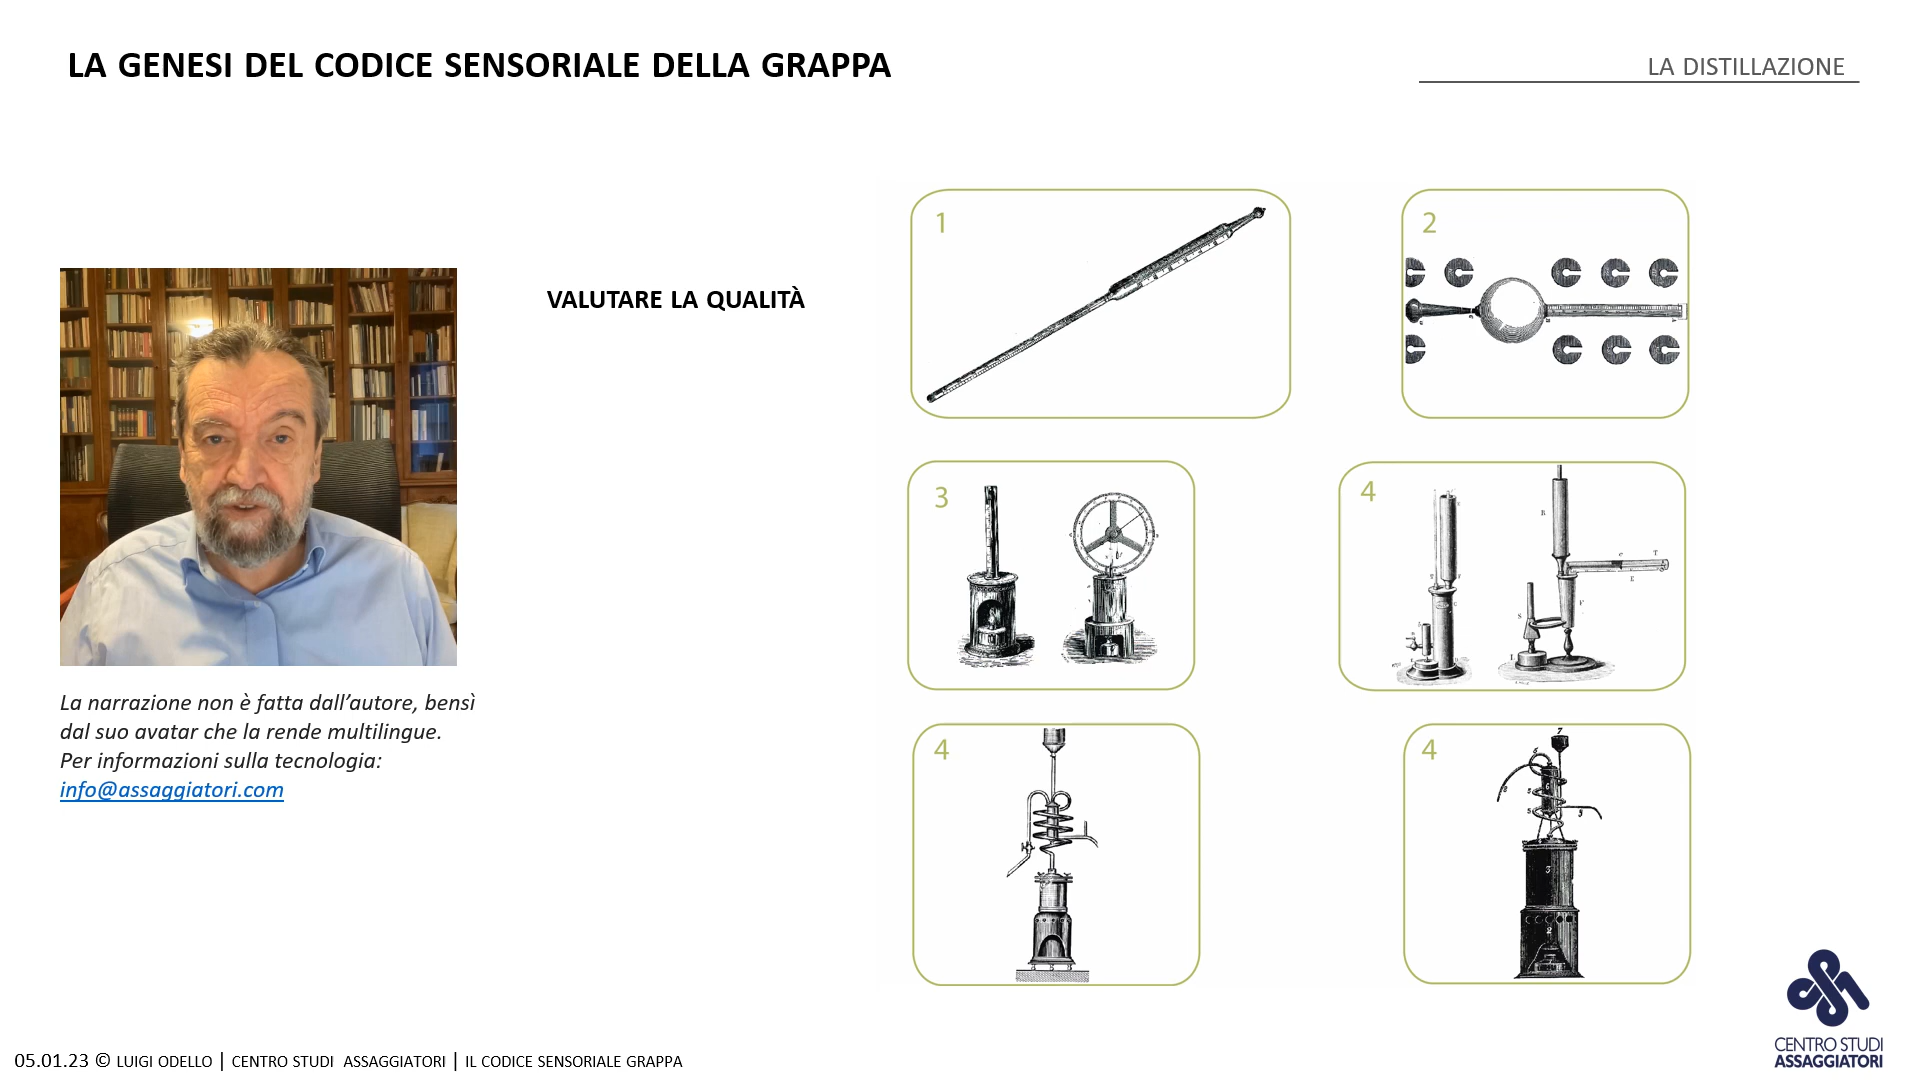 LA GENESI DEL CODICE SENSORIALE DELLA GRAPPA
LA DISTILLAZIONE
VALUTARE LA QUALITÀ
1
2
3
4
4
4
La narrazione non è fatta dall’autore, bensì
dal suo avatar che la rende multilingue.
Per informazioni sulla tecnologia:
info@assaggiatori.com
CENTRO STUDI
ASSAGGIATORI
05.01.23 © LUIGI ODELLO | CENTRO STUDI ASSAGGIATORI | IL CODICE SENSORIALE GRAPPA